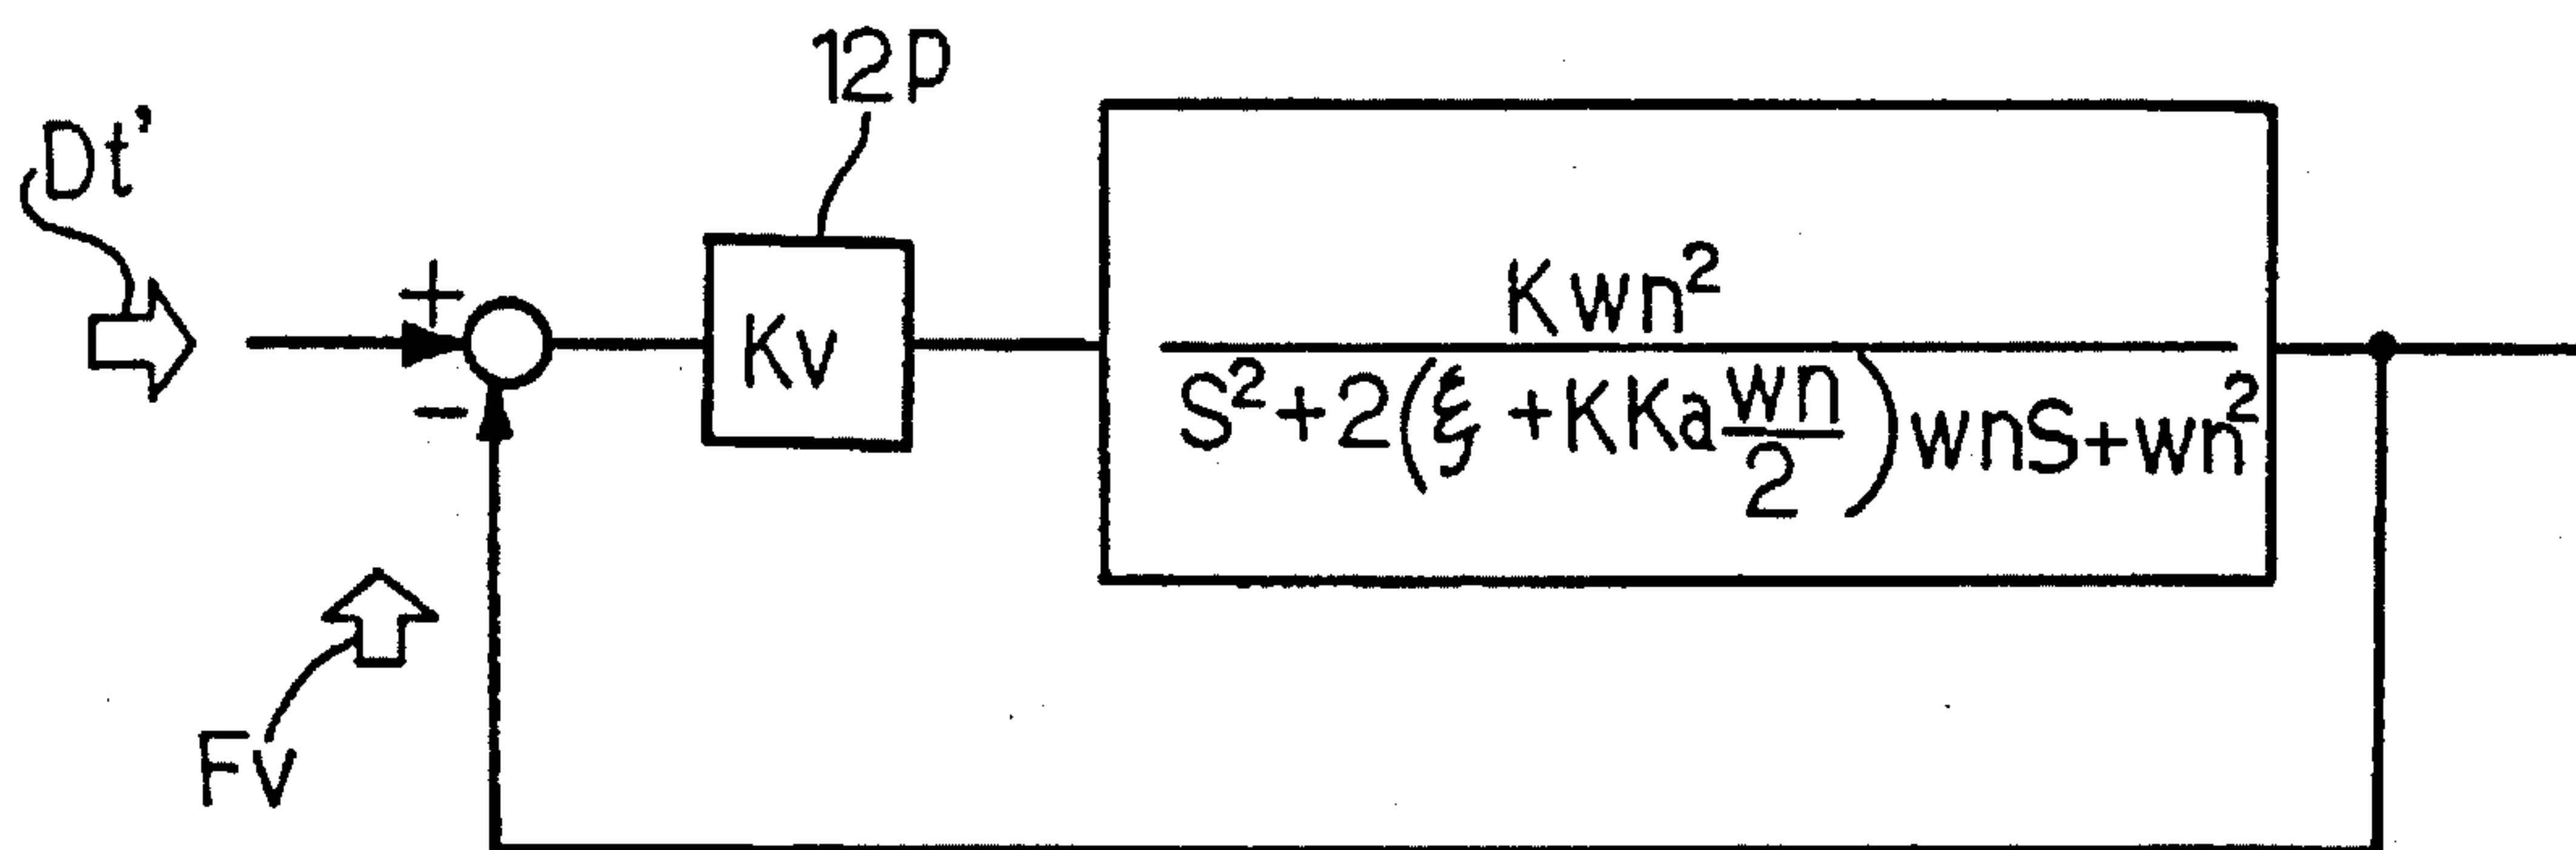 12P
Dt'
+
−
Kv
Kwn²
S²+2(ξ+KKa wn/2)wnS+wn²
Fv